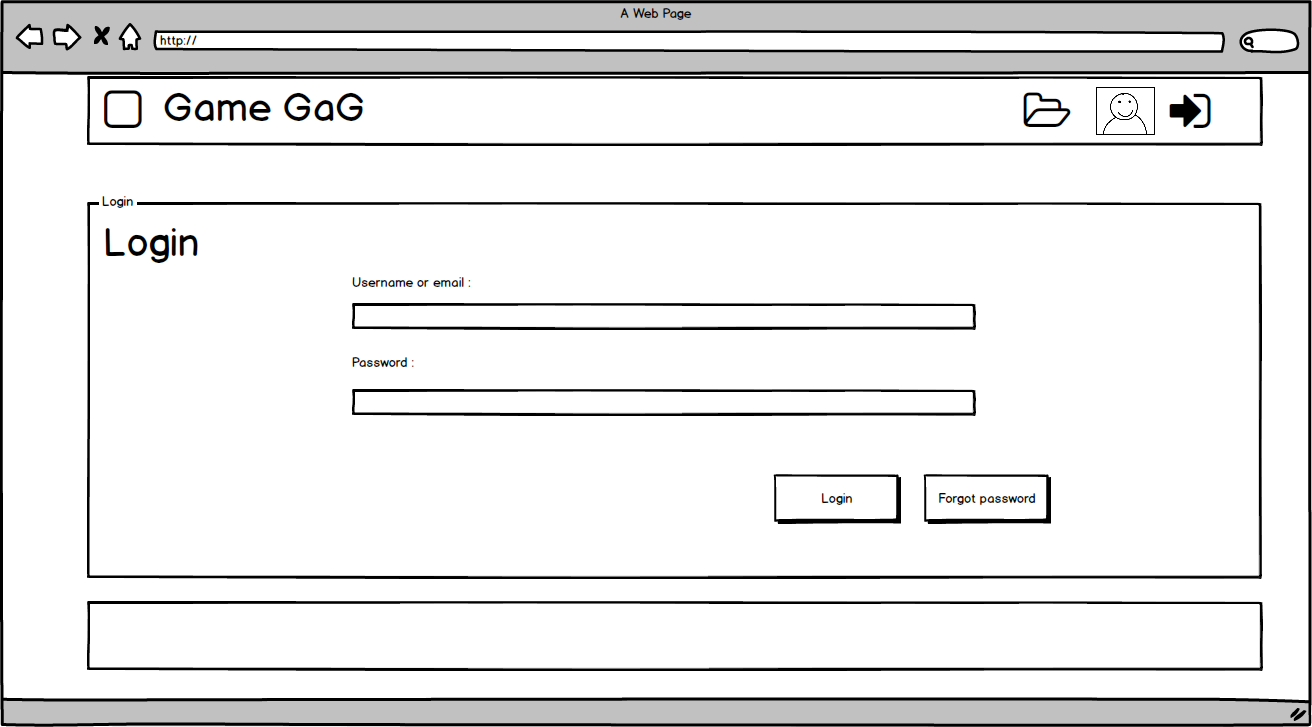 A Web Page
http://
Game GaG
Login
Login
Username or email :
Password :
Login
Forgot password